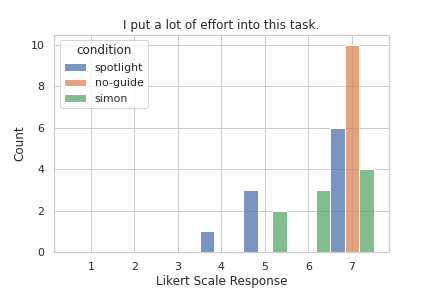 I put a lot of effort into this task.
condition
spotlight
no-guide
simon
Count
10
8
6
4
2
0
1 2 3 4 5 6 7
Likert Scale Response